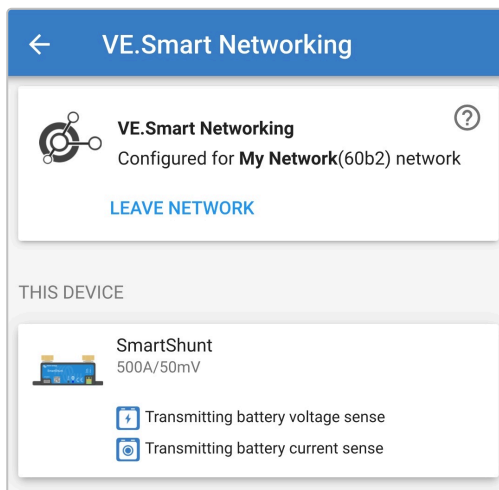 VE.Smart Networking
VE.Smart Networking
Configured for My Network(60b2) network
LEAVE NETWORK
THIS DEVICE
SmartShunt
500A/50mV
Transmitting battery voltage sense
Transmitting battery current sense